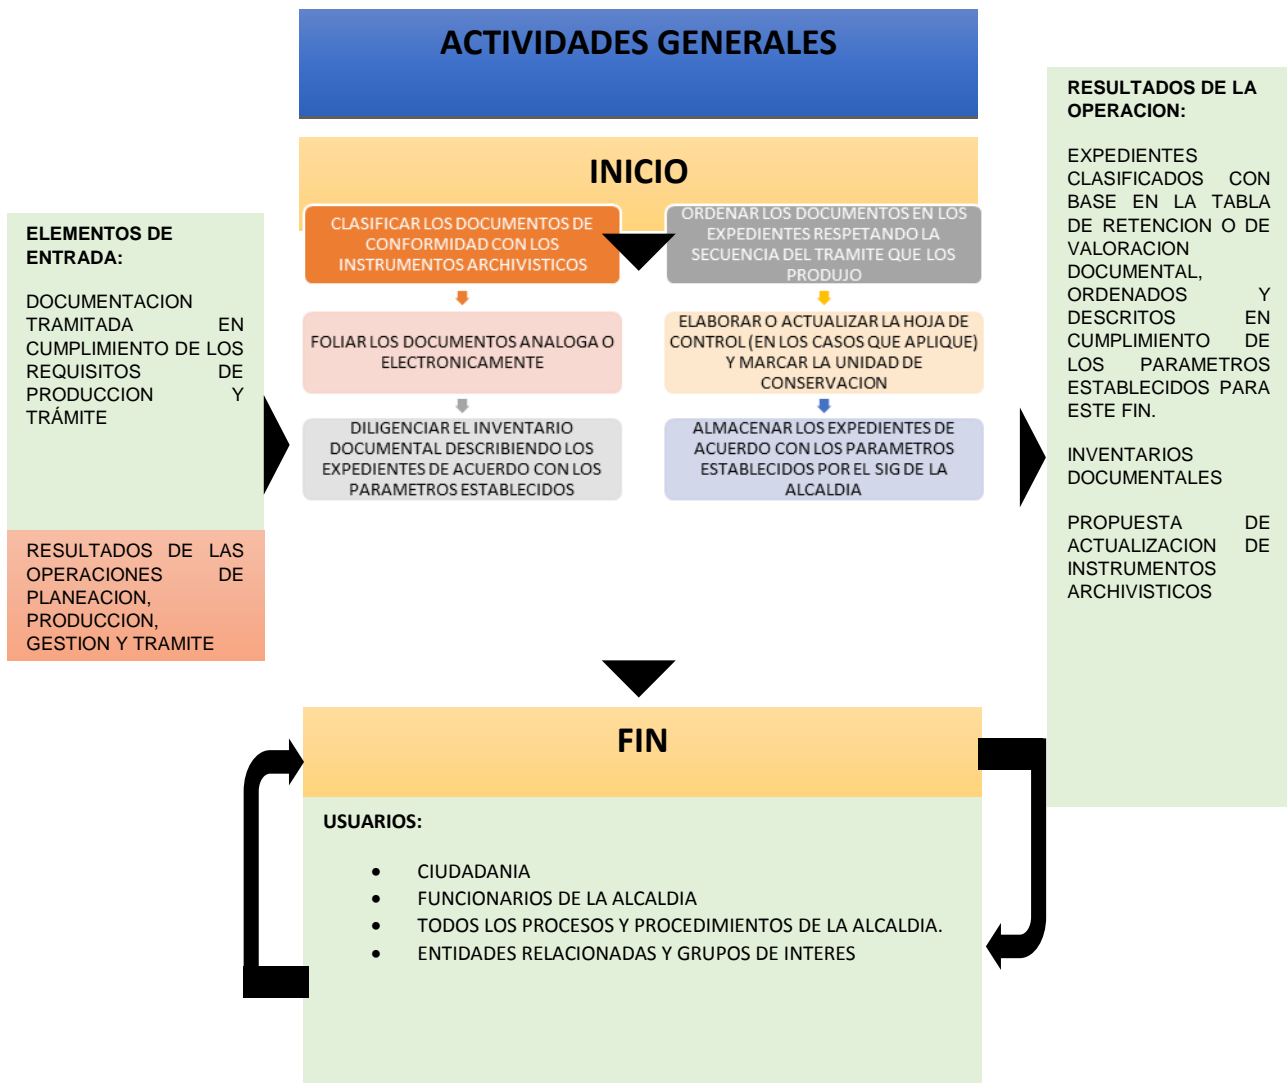 ACTIVIDADES GENERALES
INICIO
ELEMENTOS DE
ENTRADA:
DOCUMENTACION
TRAMITADA EN
CUMPLIMIENTO DE LOS
REQUISITOS DE
PRODUCCION Y
TRÁMITE
RESULTADOS DE LAS
OPERACIONES DE
PLANEACION,
PRODUCCION,
GESTION Y TRAMITE
CLASIFICAR LOS DOCUMENTOS DE
CONFORMIDAD CON LOS
INSTRUMENTOS ARCHIVISTICOS
FOLIAR LOS DOCUMENTOS ANALOGA O
ELECTRONICAMENTE
DILIGENCIAR EL INVENTARIO
DOCUMENTAL DESCRIBIENDO LOS
EXPEDIENTES DE ACUERDO CON LOS
PARAMETROS ESTABLECIDOS
ORDENAR LOS DOCUMENTOS EN LOS
EXPEDIENTES RESPETANDO LA
SECUENCIA DEL TRAMITE QUE LOS
PRODUJO
ELABORAR O ACTUALIZAR LA HOJA DE
CONTROL (EN LOS CASOS QUE APLIQUE)
Y MARCAR LA UNIDAD DE
CONSERVACION
ALMACENAR LOS EXPEDIENTES DE
ACUERDO CON LOS PARAMETROS
ESTABLECIDOS POR EL SIG DE LA
ALCALDIA
RESULTADOS DE LA
OPERACION:
EXPEDIENTES
CLASIFICADOS CON
BASE EN LA TABLA
DE RETENCION O DE
VALORACION
DOCUMENTAL,
ORDENADOS Y
DESCRITOS EN
CUMPLIMIENTO DE
LOS PARAMETROS
ESTABLECIDOS PARA
ESTE FIN.
INVENTARIOS
DOCUMENTALES
PROPUESTA DE
ACTUALIZACION DE
INSTRUMENTOS
ARCHIVISTICOS
FIN
USUARIOS:
• CIUDADANIA
• FUNCIONARIOS DE LA ALCALDIA
• TODOS LOS PROCESOS Y PROCEDIMIENTOS DE LA ALCALDIA.
• ENTIDADES RELACIONADAS Y GRUPOS DE INTERES